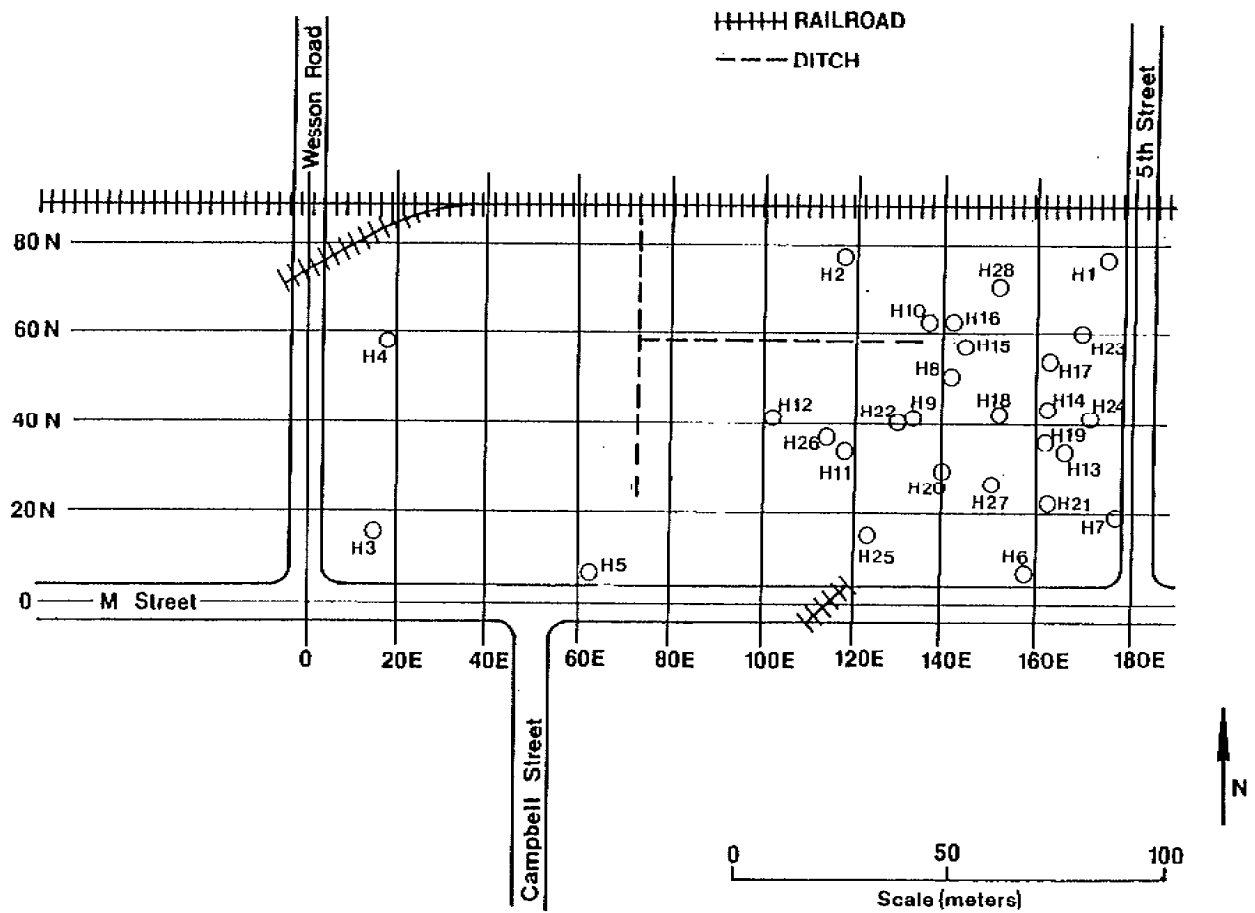 RAILROAD
DITCH
Wesson Road
5th Street
80 N
H2
H28
H1
H10
H16
60 N
H4
H15
H23
H8
H17
H12
H22
H9
H18
H14
H24
40 N
H26
H19
H11
H13
H20
H27
20 N
H21
H7
H3
H25
H5
H6
0
M Street
0
20E
40E
60E
80E
100E
120E
140E
160E
180E
Campbell Street
N
0
50
100
Scale (meters)